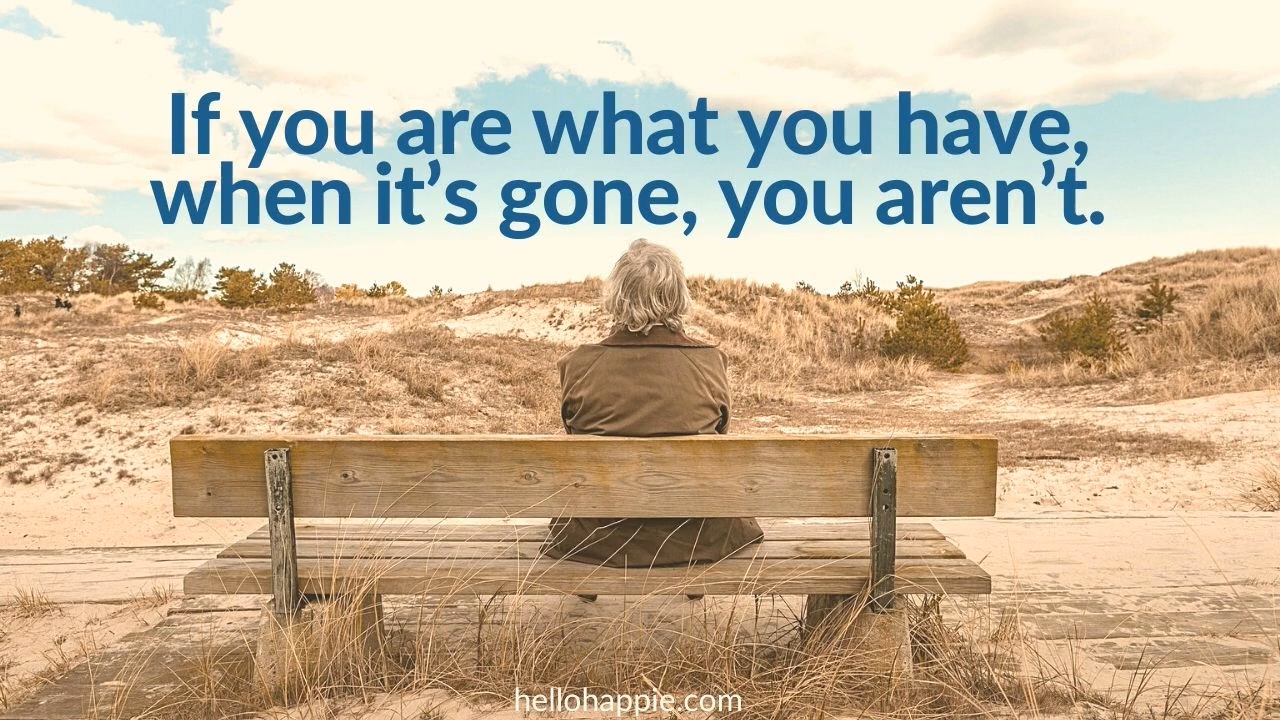 If you are what you have,
when it’s gone, you aren’t.
hellohappie.com